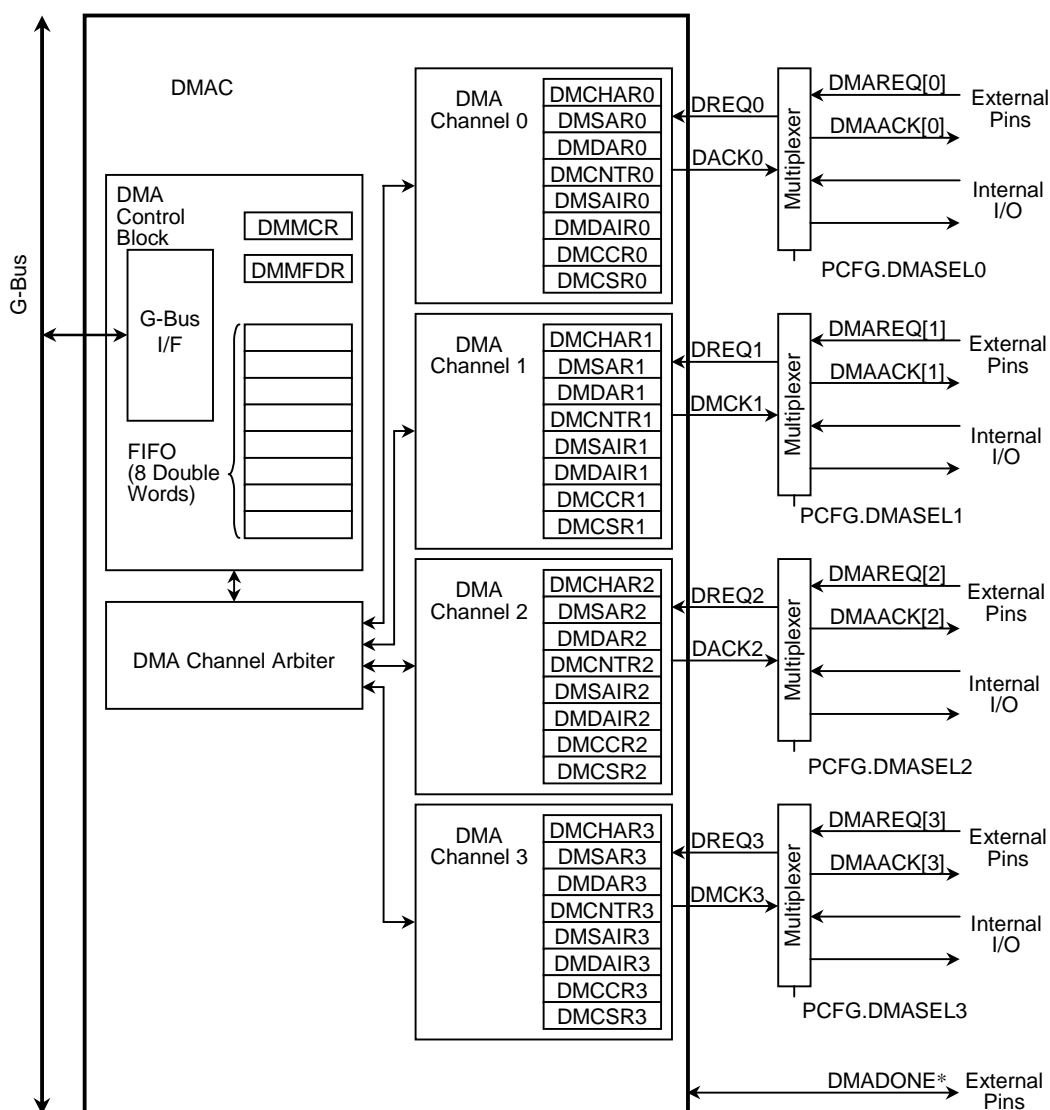 G-Bus
DMAC
DMA
Control
Block
DMMCR
DMMFDR
G-Bus
I/F
FIFO
(8 Double
Words)
DMA Channel Arbiter
DMA
Channel 0
DMCHAR0
DMSAR0
DMDAR0
DMCNTR0
DMSAIR0
DMDAIR0
DMCCR0
DMCSR0
DREQ0
DACK0
Multiplexer
DMAREQ[0]
DMAACK[0]
External
Pins
Internal
I/O
PCFG.DMASEL0
DMA
Channel 1
DMCHAR1
DMSAR1
DMDAR1
DMCNTR1
DMSAIR1
DMDAIR1
DMCCR1
DMCSR1
DREQ1
DMCK1
Multiplexer
DMAREQ[1]
DMAACK[1]
External
Pins
Internal
I/O
PCFG.DMASEL1
DMA
Channel 2
DMCHAR2
DMSAR2
DMDAR2
DMCNTR2
DMSAIR2
DMDAIR2
DMCCR2
DMCSR2
DREQ2
DACK2
Multiplexer
DMAREQ[2]
DMAACK[2]
External
Pins
Internal
I/O
PCFG.DMASEL2
DMA
Channel 3
DMCHAR3
DMSAR3
DMDAR3
DMCNTR3
DMSAIR3
DMDAIR3
DMCCR3
DMCSR3
DREQ3
DMCK3
Multiplexer
DMAREQ[3]
DMAACK[3]
External
Pins
Internal
I/O
PCFG.DMASEL3
DMADONE*
External
Pins